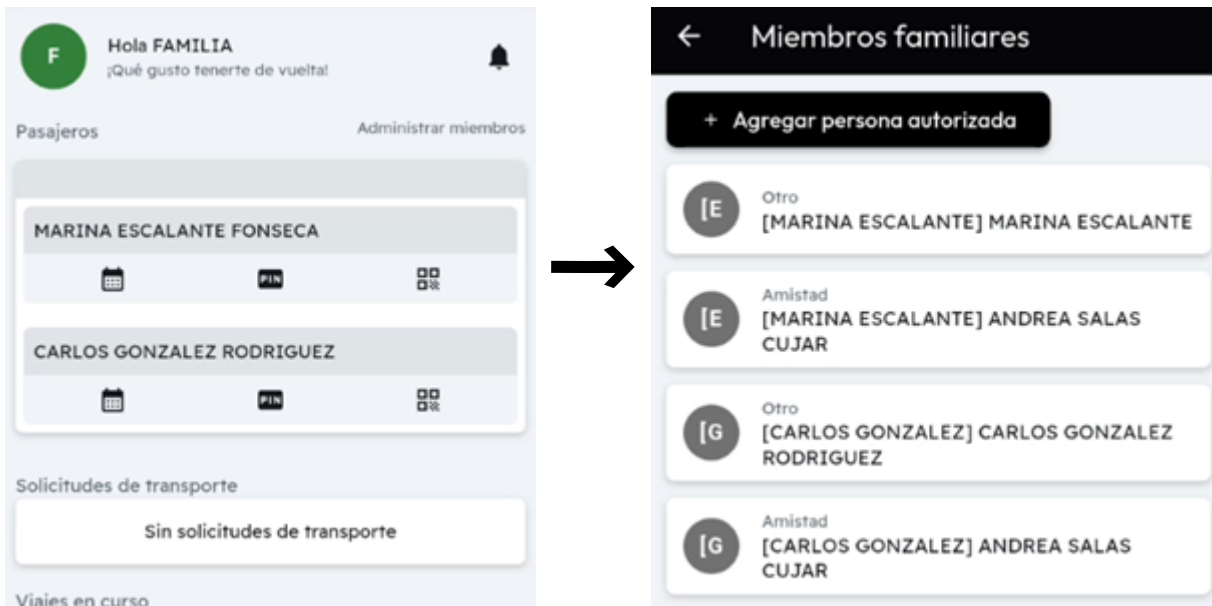 F
Hola FAMILIA
¡Qué gusto tenerte de vuelta!
Pasajeros
Administrar miembros
MARINA ESCALANTE FONSECA
PIN
CARLOS GONZALEZ RODRIGUEZ
PIN
Solicitudes de transporte
Sin solicitudes de transporte
Viajes en curso
Miembros familiares
+ Agregar persona autorizada
[E
Otro
[MARINA ESCALANTE] MARINA ESCALANTE
[E
Amistad
[MARINA ESCALANTE] ANDREA SALAS
CUJAR
[G
Otro
[CARLOS GONZALEZ] CARLOS GONZALEZ
RODRIGUEZ
[G
Amistad
[CARLOS GONZALEZ] ANDREA SALAS
CUJAR